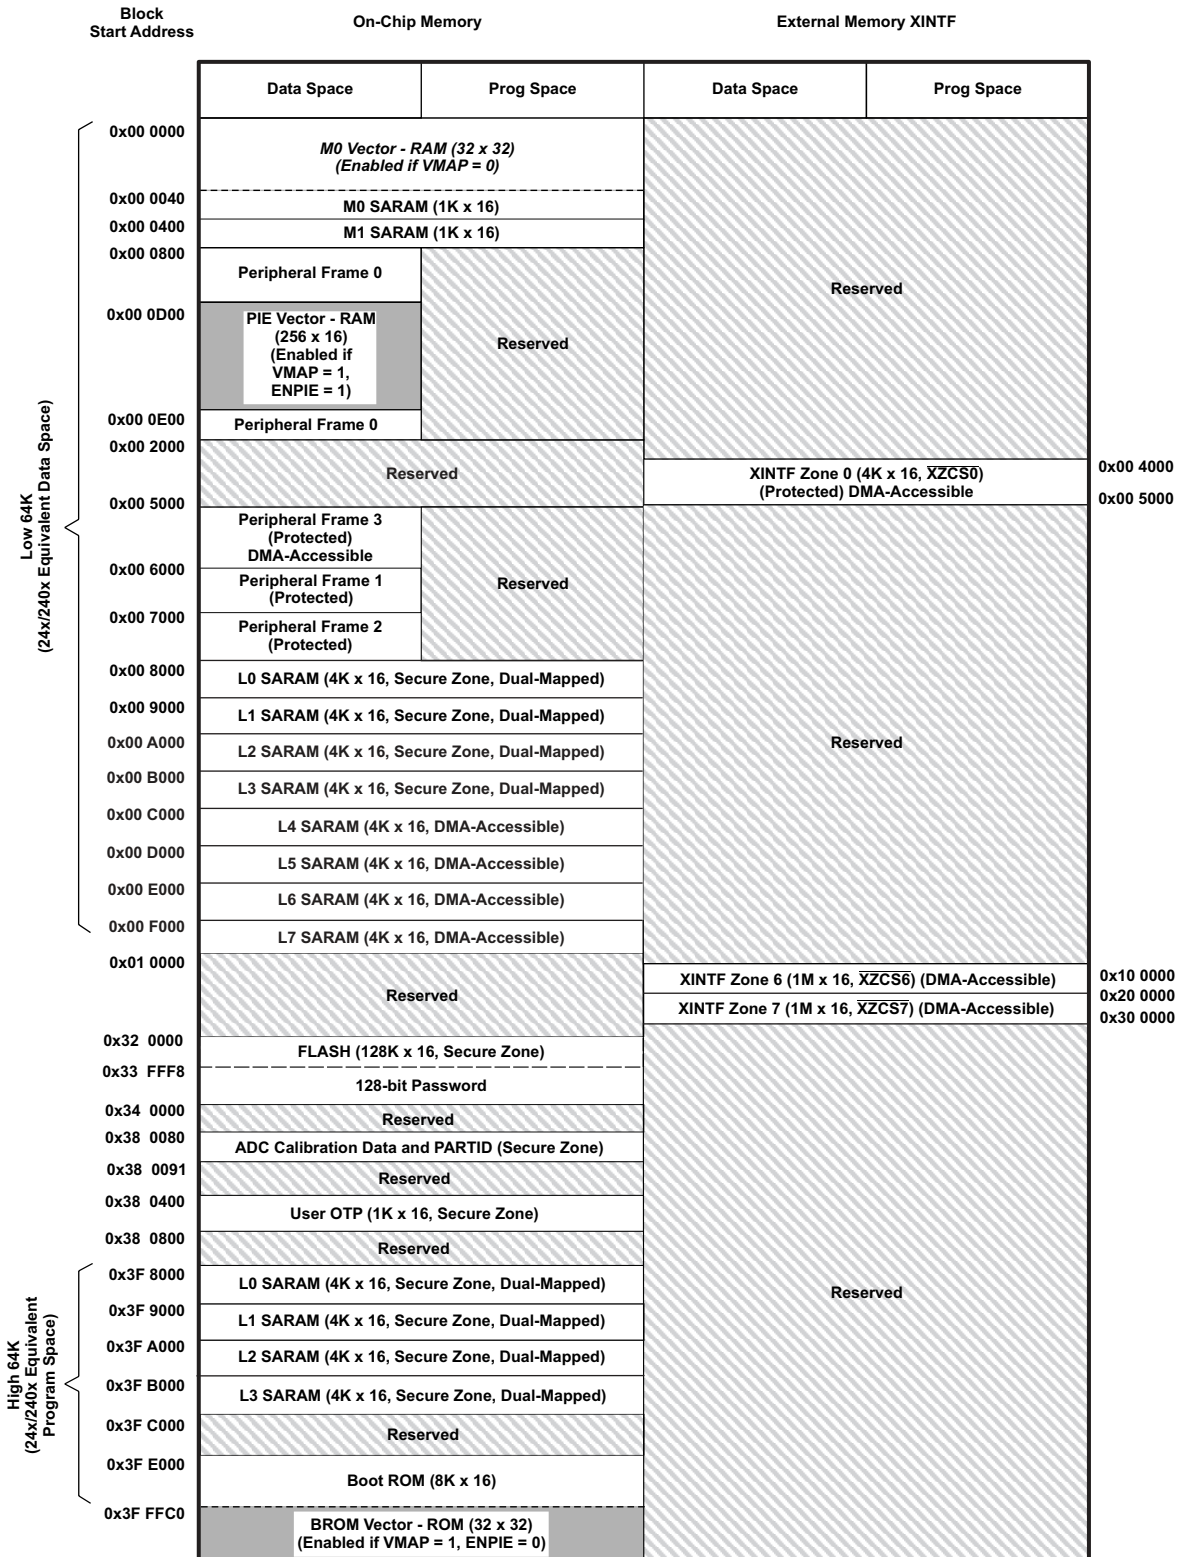 Block
Start Address
On-Chip Memory
External Memory XINTF
Data Space
Prog Space
Data Space
Prog Space
0x00 0000
M0 Vector - RAM (32 x 32)
(Enabled if VMAP = 0)
0x00 0040
M0 SARAM (1K x 16)
0x00 0400
M1 SARAM (1K x 16)
0x00 0800
Peripheral Frame 0
Reserved
0x00 0D00
PIE Vector - RAM
(256 x 16)
(Enabled if
VMAP = 1,
ENPIE = 1)
Reserved
0x00 0E00
Peripheral Frame 0
0x00 2000
Reserved
XINTF Zone 0 (4K x 16, XZCS0)
(Protected) DMA-Accessible
0x00 4000
0x00 5000
0x00 5000
Peripheral Frame 3
(Protected)
DMA-Accessible
Reserved
0x00 6000
Peripheral Frame 1
(Protected)
0x00 7000
Peripheral Frame 2
(Protected)
Low 64K
(24x/240x Equivalent Data Space)
0x00 8000
L0 SARAM (4K x 16, Secure Zone, Dual-Mapped)
0x00 9000
L1 SARAM (4K x 16, Secure Zone, Dual-Mapped)
0x00 A000
L2 SARAM (4K x 16, Secure Zone, Dual-Mapped)
Reserved
0x00 B000
L3 SARAM (4K x 16, Secure Zone, Dual-Mapped)
0x00 C000
L4 SARAM (4K x 16, DMA-Accessible)
0x00 D000
L5 SARAM (4K x 16, DMA-Accessible)
0x00 E000
L6 SARAM (4K x 16, DMA-Accessible)
0x00 F000
L7 SARAM (4K x 16, DMA-Accessible)
0x01 0000
Reserved
XINTF Zone 6 (1M x 16, XZCS6) (DMA-Accessible)
0x10 0000
0x20 0000
XINTF Zone 7 (1M x 16, XZCS7) (DMA-Accessible)
0x30 0000
0x32 0000
FLASH (128K x 16, Secure Zone)
0x33 FFF8
128-bit Password
0x34 0000
Reserved
0x38 0080
ADC Calibration Data and PARTID (Secure Zone)
0x38 0091
Reserved
0x38 0400
User OTP (1K x 16, Secure Zone)
0x38 0800
Reserved
0x3F 8000
L0 SARAM (4K x 16, Secure Zone, Dual-Mapped)
Reserved
0x3F 9000
L1 SARAM (4K x 16, Secure Zone, Dual-Mapped)
0x3F A000
L2 SARAM (4K x 16, Secure Zone, Dual-Mapped)
High 64K
(24x/240x Equivalent
Program Space)
0x3F B000
L3 SARAM (4K x 16, Secure Zone, Dual-Mapped)
0x3F C000
Reserved
0x3F E000
Boot ROM (8K x 16)
0x3F FFC0
BROM Vector - ROM (32 x 32)
(Enabled if VMAP = 1, ENPIE = 0)